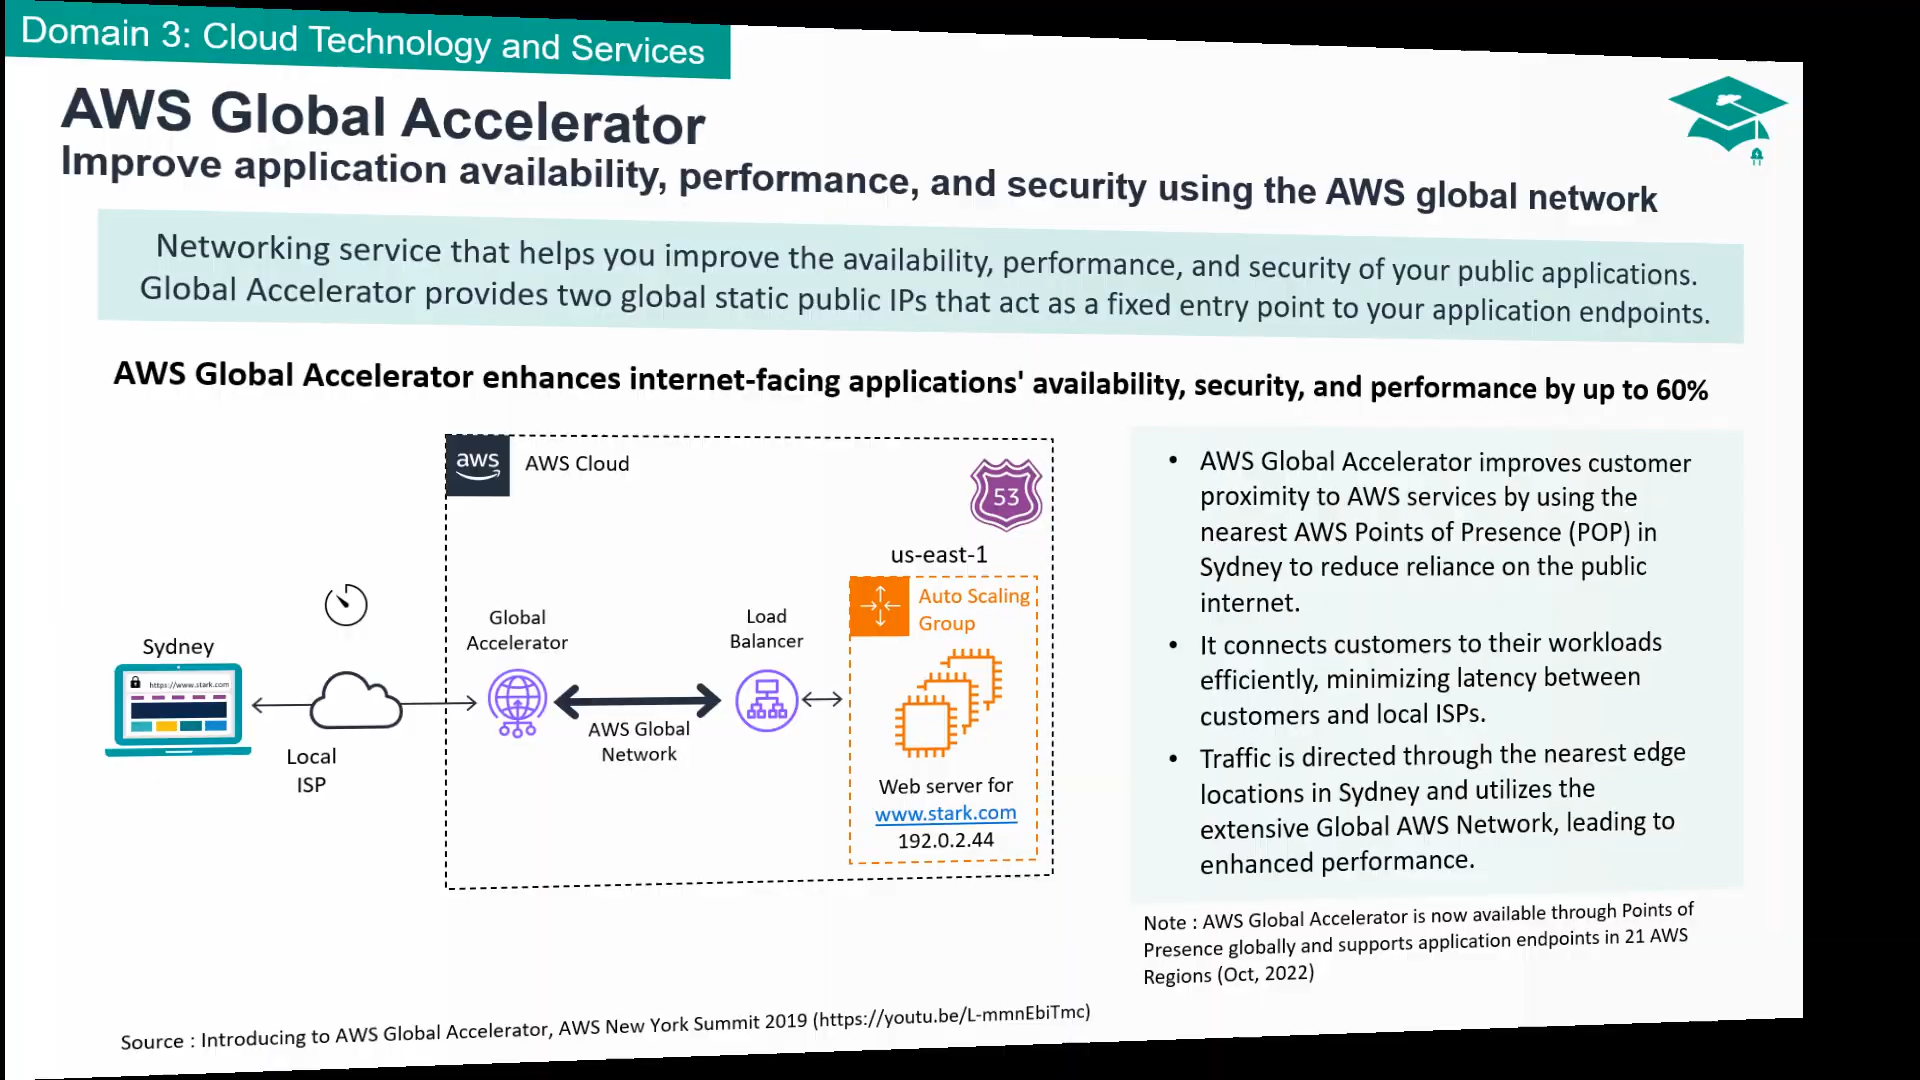 Domain 3: Cloud Technology and Services
AWS Global Accelerator
Improve application availability, performance, and security using the AWS global network
Networking service that helps you improve the availability, performance, and security of your public applications.
Global Accelerator provides two global static public IPs that act as a fixed entry point to your application endpoints.
AWS Global Accelerator enhances internet-facing applications' availability, security, and performance by up to 60%
aws
AWS Cloud
53
us-east-1
Auto Scaling
Group
Global
Accelerator
Load
Balancer
Sydney
https://www.stark.com
Local
ISP
AWS Global
Network
Web server for
www.stark.com
192.0.2.44
• AWS Global Accelerator improves customer
proximity to AWS services by using the
nearest AWS Points of Presence (POP) in
Sydney to reduce reliance on the public
internet.
• It connects customers to their workloads
efficiently, minimizing latency between
customers and local ISPs.
• Traffic is directed through the nearest edge
locations in Sydney and utilizes the
extensive Global AWS Network, leading to
enhanced performance.
Note : AWS Global Accelerator is now available through Points of
Presence globally and supports application endpoints in 21 AWS
Regions (Oct, 2022)
Source : Introducing to AWS Global Accelerator, AWS New York Summit 2019 (https://youtu.be/L-mmnEbiTmc)